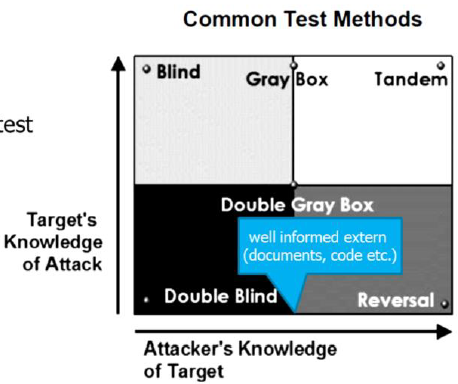 Common Test Methods
Blind
Gray Box
Tandem
test
Target's
Knowledge
of Attack
Double Gray Box
well informed extern
(documents, code etc.)
Double Blind
Reversal
Attacker's Knowledge
of Target